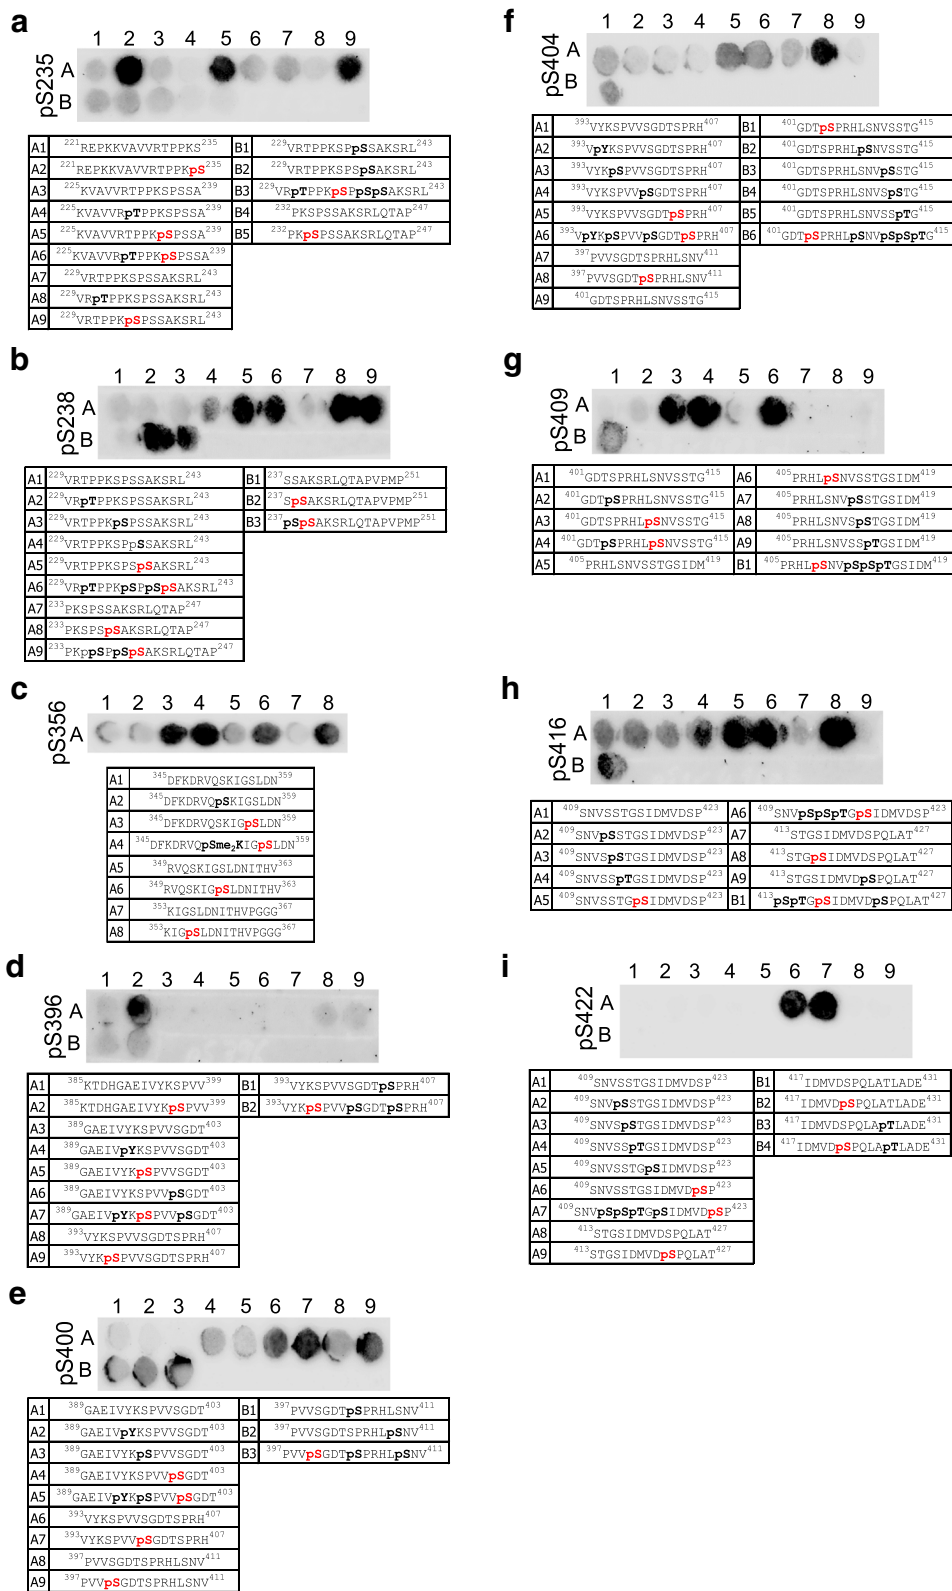 a
1 2 3 4 5 6 7 8 9
pS235
A
B
A1 221REPKKVAVVRTPPKS235
A2 221REPKKVAVVRTPPKpS235
A3 225KVAVVRTPPKSPSSA239
A4 225KVAVVRpTPPKSPSSA239
A5 225KVAVVRTPPKpSPSSA239
A6 225KVAVVRpTPPKpSPSSA239
A7 229VRTPPKSPSSAKSRL243
A8 229VRpTPPKSPSSAKSRL243
A9 229VRTPPKpSPSSAKSRL243
B1 229VRTPPKSPpSSAKSRL243
B2 229VRTPPKSPSpSAKSRL243
B3 229VRpTPPKpSPpSpSAKSRL243
B4 232PKSPSSAKSRLQTAP247
B5 232PKpSPSSAKSRLQTAP247
b
1 2 3 4 5 6 7 8 9
pS238
A
B
A1 229VRTPPKSPSSAKSRL243
A2 229VRpTPPKSPSSAKSRL243
A3 229VRTPPKpSPSSAKSRL243
A4 229VRTPPKSPpSSAKSRL243
A5 229VRTPPKSPSpSAKSRL243
A6 229VRpTPPKpSPpSpSAKSRL243
A7 233PKSPSSAKSRLQTAP247
A8 233PKSPSpSAKSRLQTAP247
A9 233PKppSPpSpSAKSRLQTAP247
B1 237SSAKSRLQTAPVPMP251
B2 237SpSAKSRLQTAPVPMP251
B3 237pSpSAKSRLQTAPVPMP251
c
1 2 3 4 5 6 7 8
pS356
A
A1 345DFKDRVQSKIGSLDN359
A2 345DFKDRVQpSKIGSLDN359
A3 345DFKDRVQSKIGpSLDN359
A4 345DFKDRVQpSme2KIGpSLDN359
A5 349RVQSKIGSLDNITHV363
A6 349RVQSKIGpSLDNITHV363
A7 353KIGSLDNITHVPGGG367
A8 353KIGpSLDNITHVPGGG367
d
1 2 3 4 5 6 7 8 9
pS396
A
B
A1 385KTDHGAEIVYKSPVV399
A2 385KTDHGAEIVYKpSPVV399
A3 389GAEIVYKSPVVSGDT403
A4 389GAEIVpYKSPVVSGDT403
A5 389GAEIVYKpSPVVSGDT403
A6 389GAEIVYKSPVVpSGDT403
A7 389GAEIVpYKpSPVVpSGDT403
A8 393VYKSPVVSGDTSPRH407
A9 393VYKpSPVVSGDTSPRH407
B1 393VYKSPVVSGDTpSPRH407
B2 393VYKpSPVVpSGDTpSPRH407
e
1 2 3 4 5 6 7 8 9
pS400
A
B
A1 389GAEIVYKSPVVSGDT403
A2 389GAEIVpYKSPVVSGDT403
A3 389GAEIVYKpSPVVSGDT403
A4 389GAEIVYKSPVVpSGDT403
A5 389GAEIVpYKpSPVVpSGDT403
A6 393VYKSPVVSGDTSPRH407
A7 393VYKSPVVpSGDTSPRH407
A8 397PVVSGDTSPRHLSNV411
A9 397PVVpSGDTSPRHLSNV411
B1 397PVVSGDTpSPRHLSNV411
B2 397PVVSGDTSPRHLpSNV411
B3 397PVVpSGDTpSPRHLpSNV411
f
1 2 3 4 5 6 7 8 9
pS404
A
B
A1 393VYKSPVVSGDTSPRH407
A2 393VpYKSPVVSGDTSPRH407
A3 393VYKpSPVVSGDTSPRH407
A4 393VYKSPVVpSGDTSPRH407
A5 393VYKSPVVSGDTpSPRH407
A6 393VpYKpSPVVpSGDTpSPRH407
A7 397PVVSGDTSPRHLSNV411
A8 397PVVSGDTpSPRHLSNV411
A9 401GDTSPRHLSNVSSTG415
B1 401GDTpSPRHLSNVSSTG415
B2 401GDTSPRHLpSNVSSTG415
B3 401GDTSPRHLSNVpSSTG415
B4 401GDTSPRHLSNVSpSTG415
B5 401GDTSPRHLSNVSSpTG415
B6 401GDTpSPRHLpSNVpSpSpTG415
g
1 2 3 4 5 6 7 8 9
pS409
A
B
A1 401GDTSPRHLSNVSSTG415
A2 401GDTpSPRHLSNVSSTG415
A3 401GDTSPRHLpSNVSSTG415
A4 401GDTpSPRHLpSNVSSTG415
A5 405PRHLSNVSSTGSIDM419
A6 405PRHLpSNVSSTGSIDM419
A7 405PRHLSNVpSSTGSIDM419
A8 405PRHLSNVSpSTGSIDM419
A9 405PRHLSNVSSpTGSIDM419
B1 405PRHLpSNVpSpSpTGSIDM419
h
1 2 3 4 5 6 7 8 9
pS416
A
B
A1 409SNVSSTGSIDMVDSP423
A2 409SNVpSSTGSIDMVDSP423
A3 409SNVSpSTGSIDMVDSP423
A4 409SNVSSpTGSIDMVDSP423
A5 409SNVSSTGpSIDMVDSP423
A6 409SNVpSpSpTGpSIDMVDSP423
A7 413STGSIDMVDSPQLAT427
A8 413STGpSIDMVDSPQLAT427
A9 413STGSIDMVDpSPQLAT427
B1 413pSpTGpSIDMVDpSPQLAT427
i
1 2 3 4 5 6 7 8 9
pS422
A
B
A1 409SNVSSTGSIDMVDSP423
A2 409SNVpSSTGSIDMVDSP423
A3 409SNVSpSTGSIDMVDSP423
A4 409SNVSSpTGSIDMVDSP423
A5 409SNVSSTGpSIDMVDSP423
A6 409SNVSSTGSIDMVDpSP423
A7 409SNVpSpSpTGpSIDMVDpSP423
A8 413STGSIDMVDSPQLAT427
A9 413STGSIDMVDpSPQLAT427
B1 417IDMVDSPQLATLADE431
B2 417IDMVDpSPQLATLADE431
B3 417IDMVDSPQLApTLADE431
B4 417IDMVDpSPQLApTLADE431